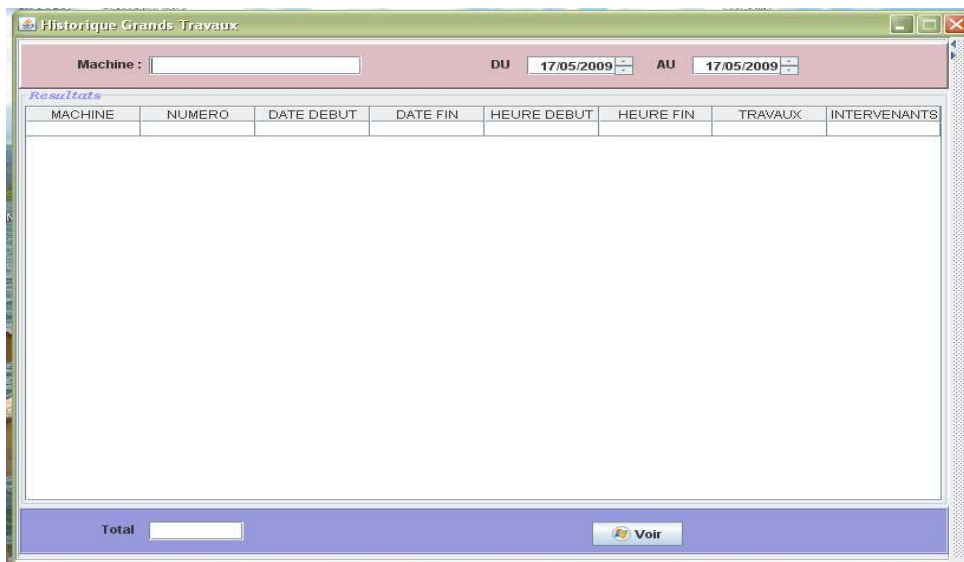 Historique Grands Travaux
Machine : DU 17/05/2009 AU 17/05/2009
Resultats
MACHINE NUMERO DATE DEBUT DATE FIN HEURE DEBUT HEURE FIN TRAVAUX INTERVENANTS
Total Voir